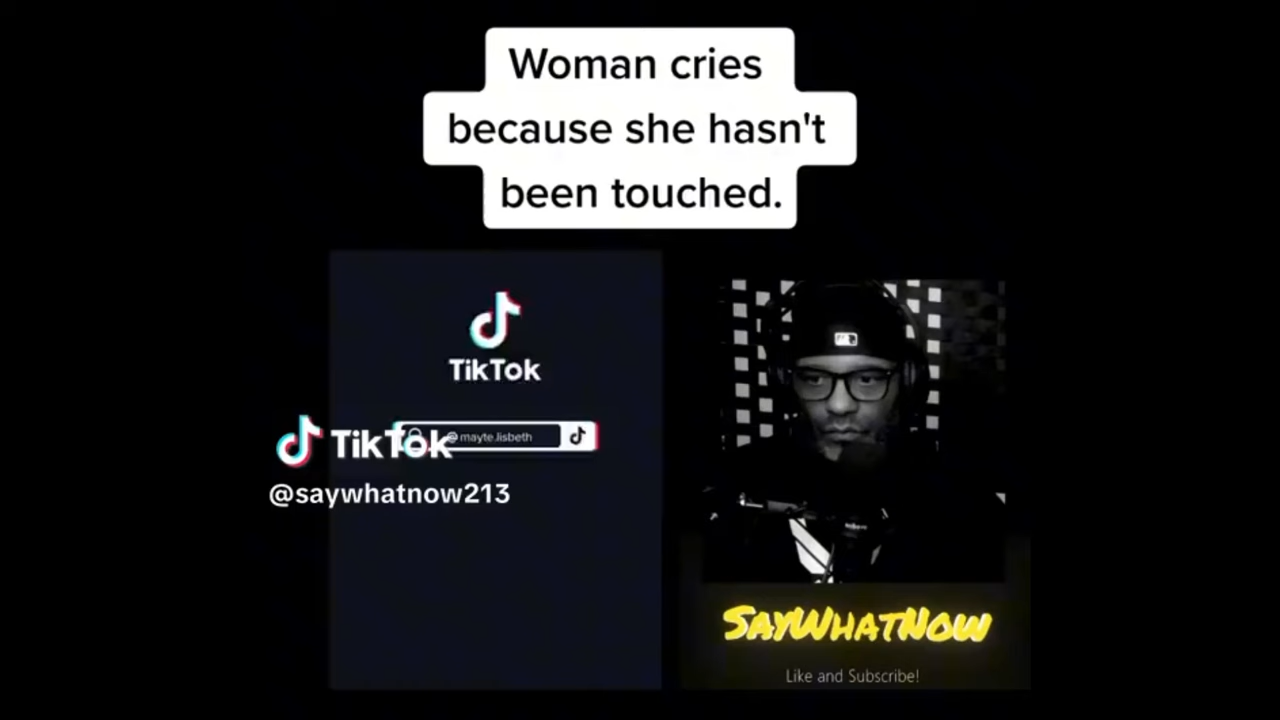 Woman cries
because she hasn't
been touched.
TikTok
@mayte.lisbeth
TikTok
@saywhatnow213
SAYWHATNOW
Like and Subscribe!